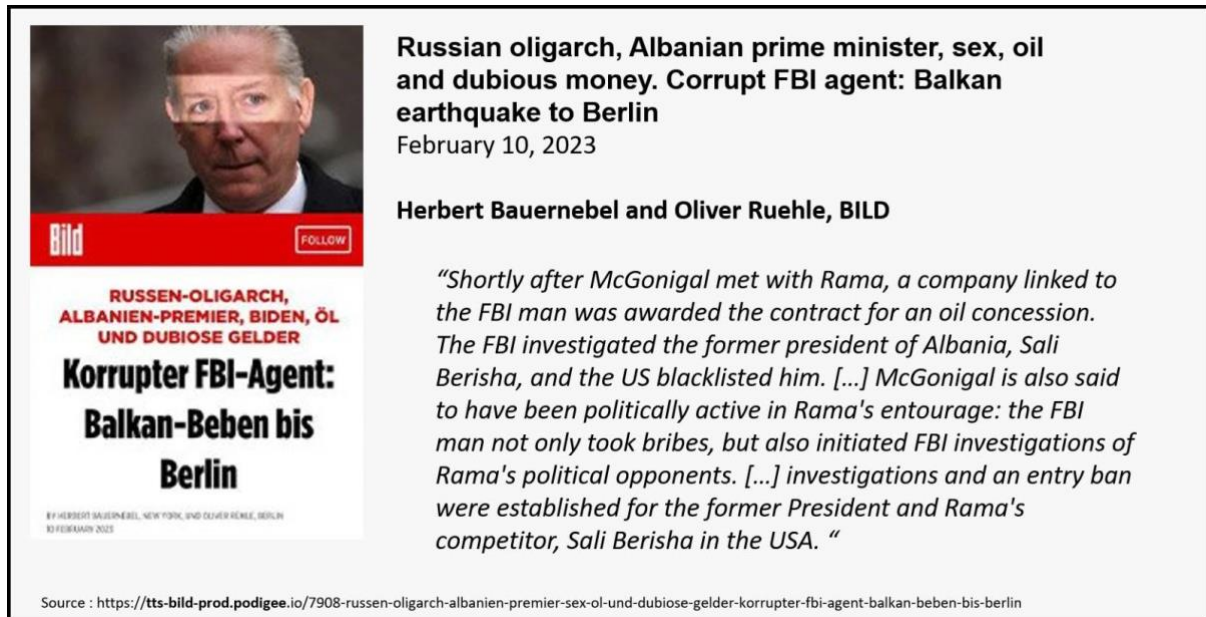 Bild
FOLLOW
RUSSEN-OLIGARCH,
ALBANIEN-PREMIER, BIDEN, ÖL
UND DUBIOSE GELDER
Korrupter FBI-Agent:
Balkan-Beben bis
Berlin
BY HERBERT BAUERNEBEL, NEW YORK, UND OLIVER REHLE, BERLIN
10 FEBRUARY 2023
Russian oligarch, Albanian prime minister, sex, oil
and dubious money. Corrupt FBI agent: Balkan
earthquake to Berlin
February 10, 2023
Herbert Bauernebel and Oliver Ruehle, BILD
“Shortly after McGonigal met with Rama, a company linked to
the FBI man was awarded the contract for an oil concession.
The FBI investigated the former president of Albania, Sali
Berisha, and the US blacklisted him. […] McGonigal is also said
to have been politically active in Rama's entourage: the FBI
man not only took bribes, but also initiated FBI investigations of
Rama's political opponents. […] investigations and an entry ban
were established for the former President and Rama's
competitor, Sali Berisha in the USA. “
Source : https://tts-bild-prod.podigee.io/7908-russen-oligarch-albanien-premier-sex-ol-und-dubiose-gelder-korrupter-fbi-agent-balkan-beben-bis-berlin